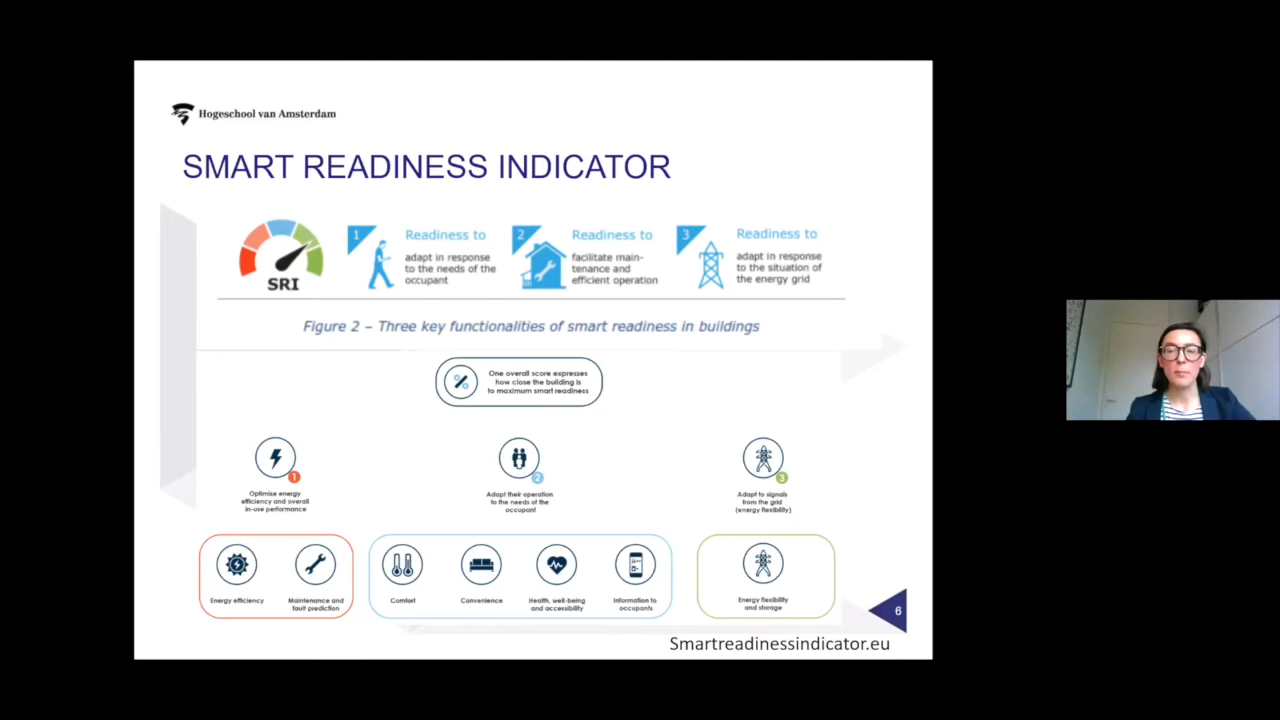 Hogeschool van Amsterdam
SMART READINESS INDICATOR
SRI
1
Readiness to
adapt in response
to the needs of the
occupant
2
Readiness to
facilitate main-
tenance and
efficient operation
3
Readiness to
adapt in response
to the situation of
the energy grid
Figure 2 – Three key functionalities of smart readiness in buildings
%
One overall score expresses
how close the building is
to maximum smart readiness
1
Optimise energy
efficiency and overall
in-use performance
2
Adapt their operation
to the needs of the
occupant
3
Adapt to signals
from the grid
(energy flexibility)
Energy efficiency
Maintenance and
fault prediction
Comfort
Convenience
Health, well-being
and accessibility
Information to
occupants
Energy flexibility
and storage
6
Smartreadinessindicator.eu